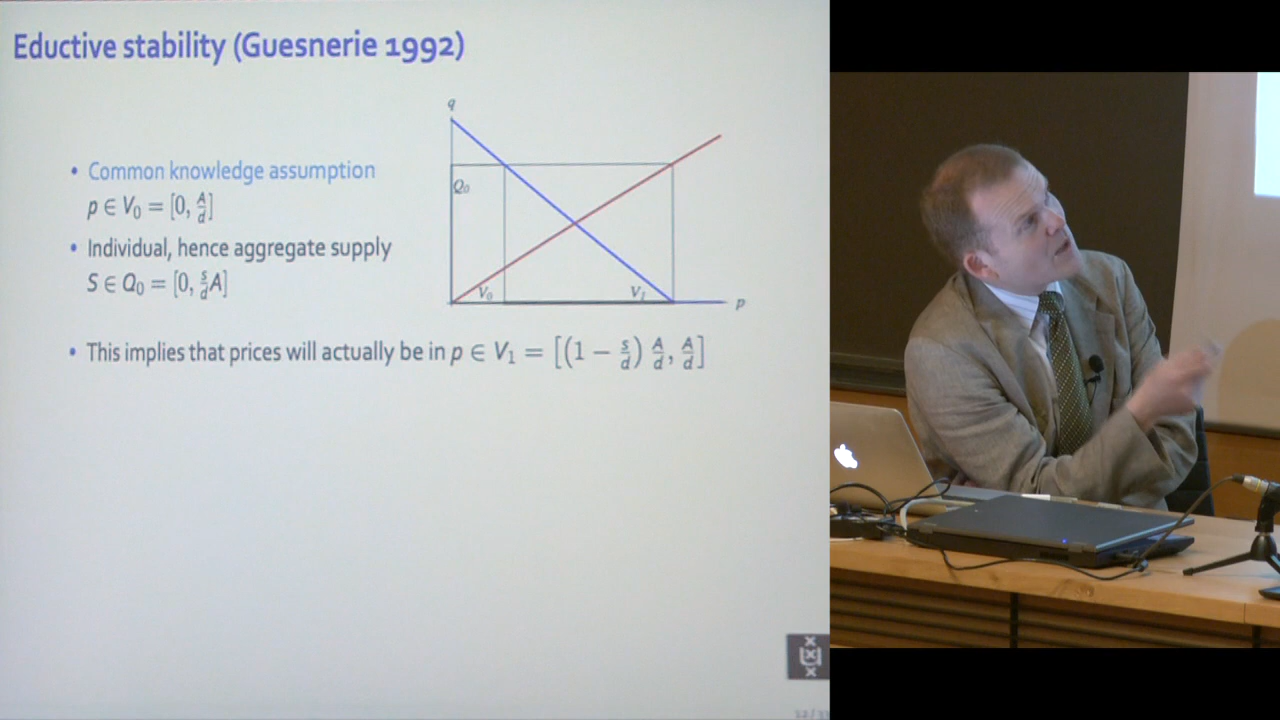 Eductive stability (Guesnerie 1992)
• Common knowledge assumption
p ∈ V₀ = [0, A/d]
• Individual, hence aggregate supply
S ∈ Q₀ = [0, s/d A]
• This implies that prices will actually be in p ∈ V₁ = [(1 − s/d) A/d, A/d]
q
Q₀
V₀
V₁
p